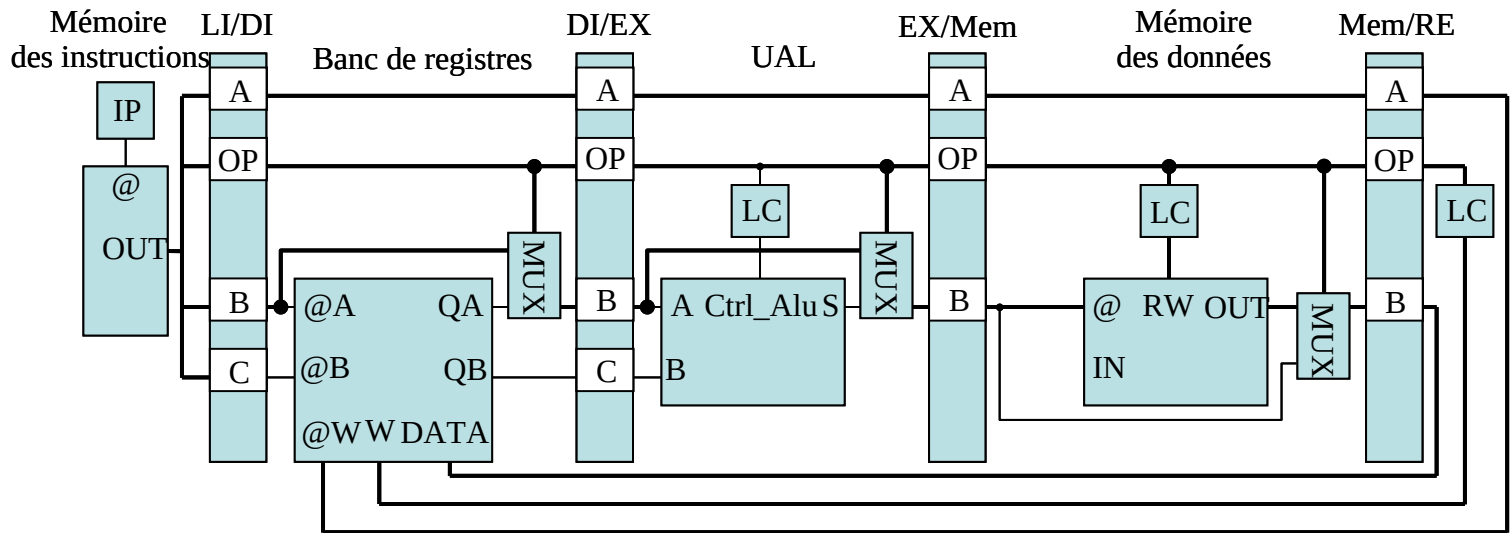 Mémoire
des instructions
LI/DI
Banc de registres
DI/EX
UAL
EX/Mem
Mémoire
des données
Mem/RE
IP
@
OUT
A
OP
B
C
@A
QA
@B
QB
@W W DATA
MUX
A
OP
B
C
LC
A Ctrl_Alu S
B
MUX
A
OP
B
LC
@ RW OUT
IN
MUX
A
OP
B
LC